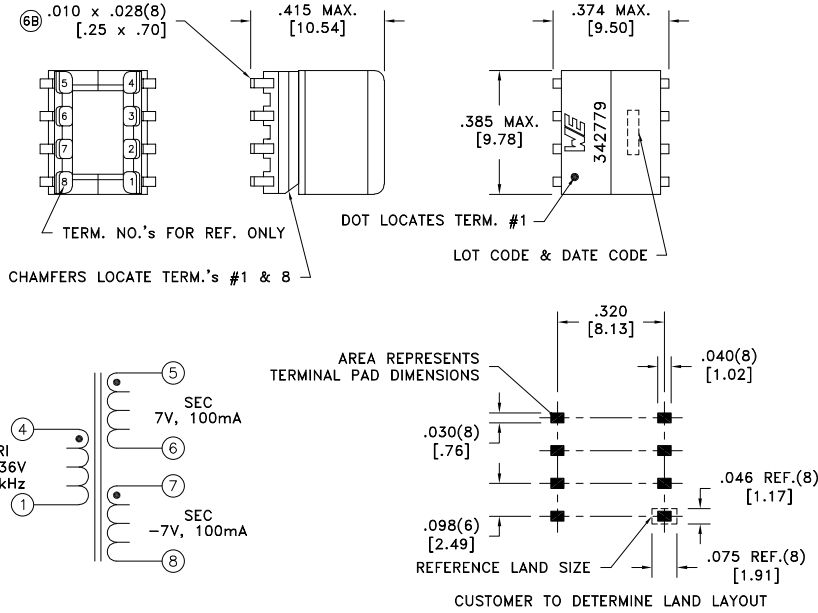 6B .010 x .028(8)
[.25 x .70]
.415 MAX.
[10.54]
.374 MAX.
[9.50]
5 4
6 3
7 2
8 1
.385 MAX.
[9.78]
WE
342779
TERM. NO.'s FOR REF. ONLY
DOT LOCATES TERM. #1
LOT CODE & DATE CODE
CHAMFERS LOCATE TERM.'s #1 & 8
.320
[8.13]
AREA REPRESENTS
TERMINAL PAD DIMENSIONS
.040(8)
[1.02]
.030(8)
[.76]
.046 REF.(8)
[1.17]
.098(6)
[2.49]
REFERENCE LAND SIZE
.075 REF.(8)
[1.91]
CUSTOMER TO DETERMINE LAND LAYOUT
4
RI
36V
kHz
1
5
SEC
7V, 100mA
6
7
SEC
-7V, 100mA
8